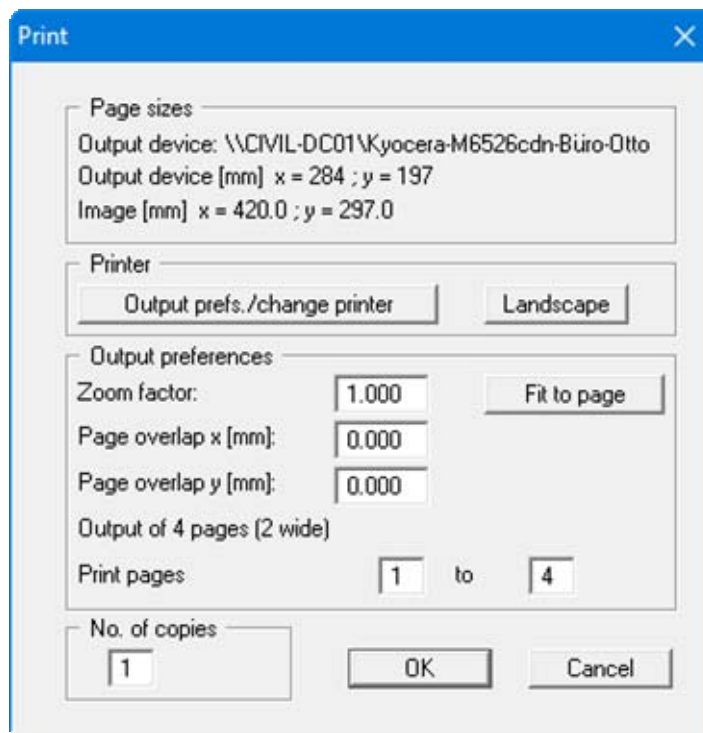 Print
Page sizes
Output device: \\CIVIL-DC01\Kyocera-M6526cdn-Büro-Otto
Output device [mm] x = 284 ; y = 197
Image [mm] x = 420.0 ; y = 297.0
Printer
Output prefs./change printer Landscape
Output preferences
Zoom factor: 1.000 Fit to page
Page overlap x [mm]: 0.000
Page overlap y [mm]: 0.000
Output of 4 pages (2 wide)
Print pages 1 to 4
No. of copies
1 OK Cancel